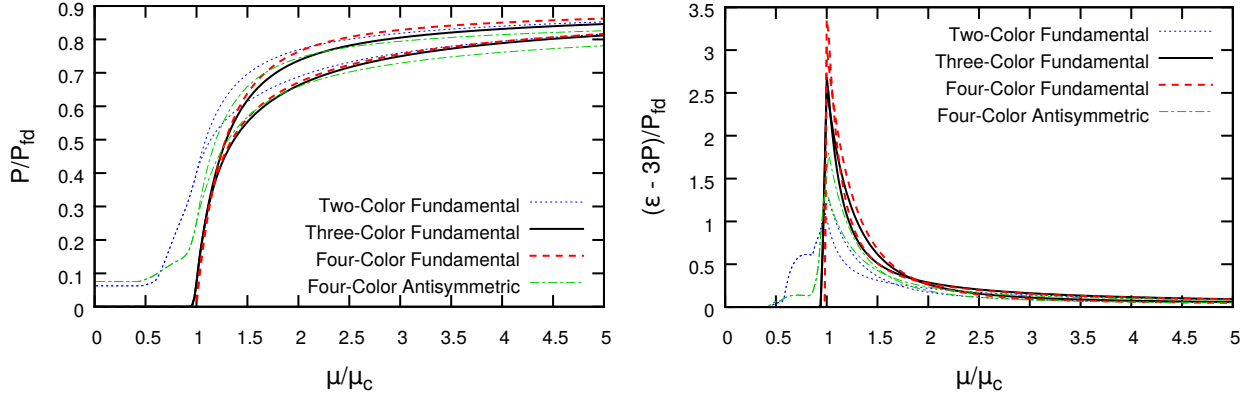 P/P_fd
0.9
0.8
0.7
0.6
0.5
0.4
0.3
0.2
0.1
0
Two-Color Fundamental
Three-Color Fundamental
Four-Color Fundamental
Four-Color Antisymmetric
0 0.5 1 1.5 2 2.5 3 3.5 4 4.5 5
μ/μ_c
(ε - 3P)/P_fd
3.5
3
2.5
2
1.5
1
0.5
0
Two-Color Fundamental
Three-Color Fundamental
Four-Color Fundamental
Four-Color Antisymmetric
0 0.5 1 1.5 2 2.5 3 3.5 4 4.5 5
μ/μ_c